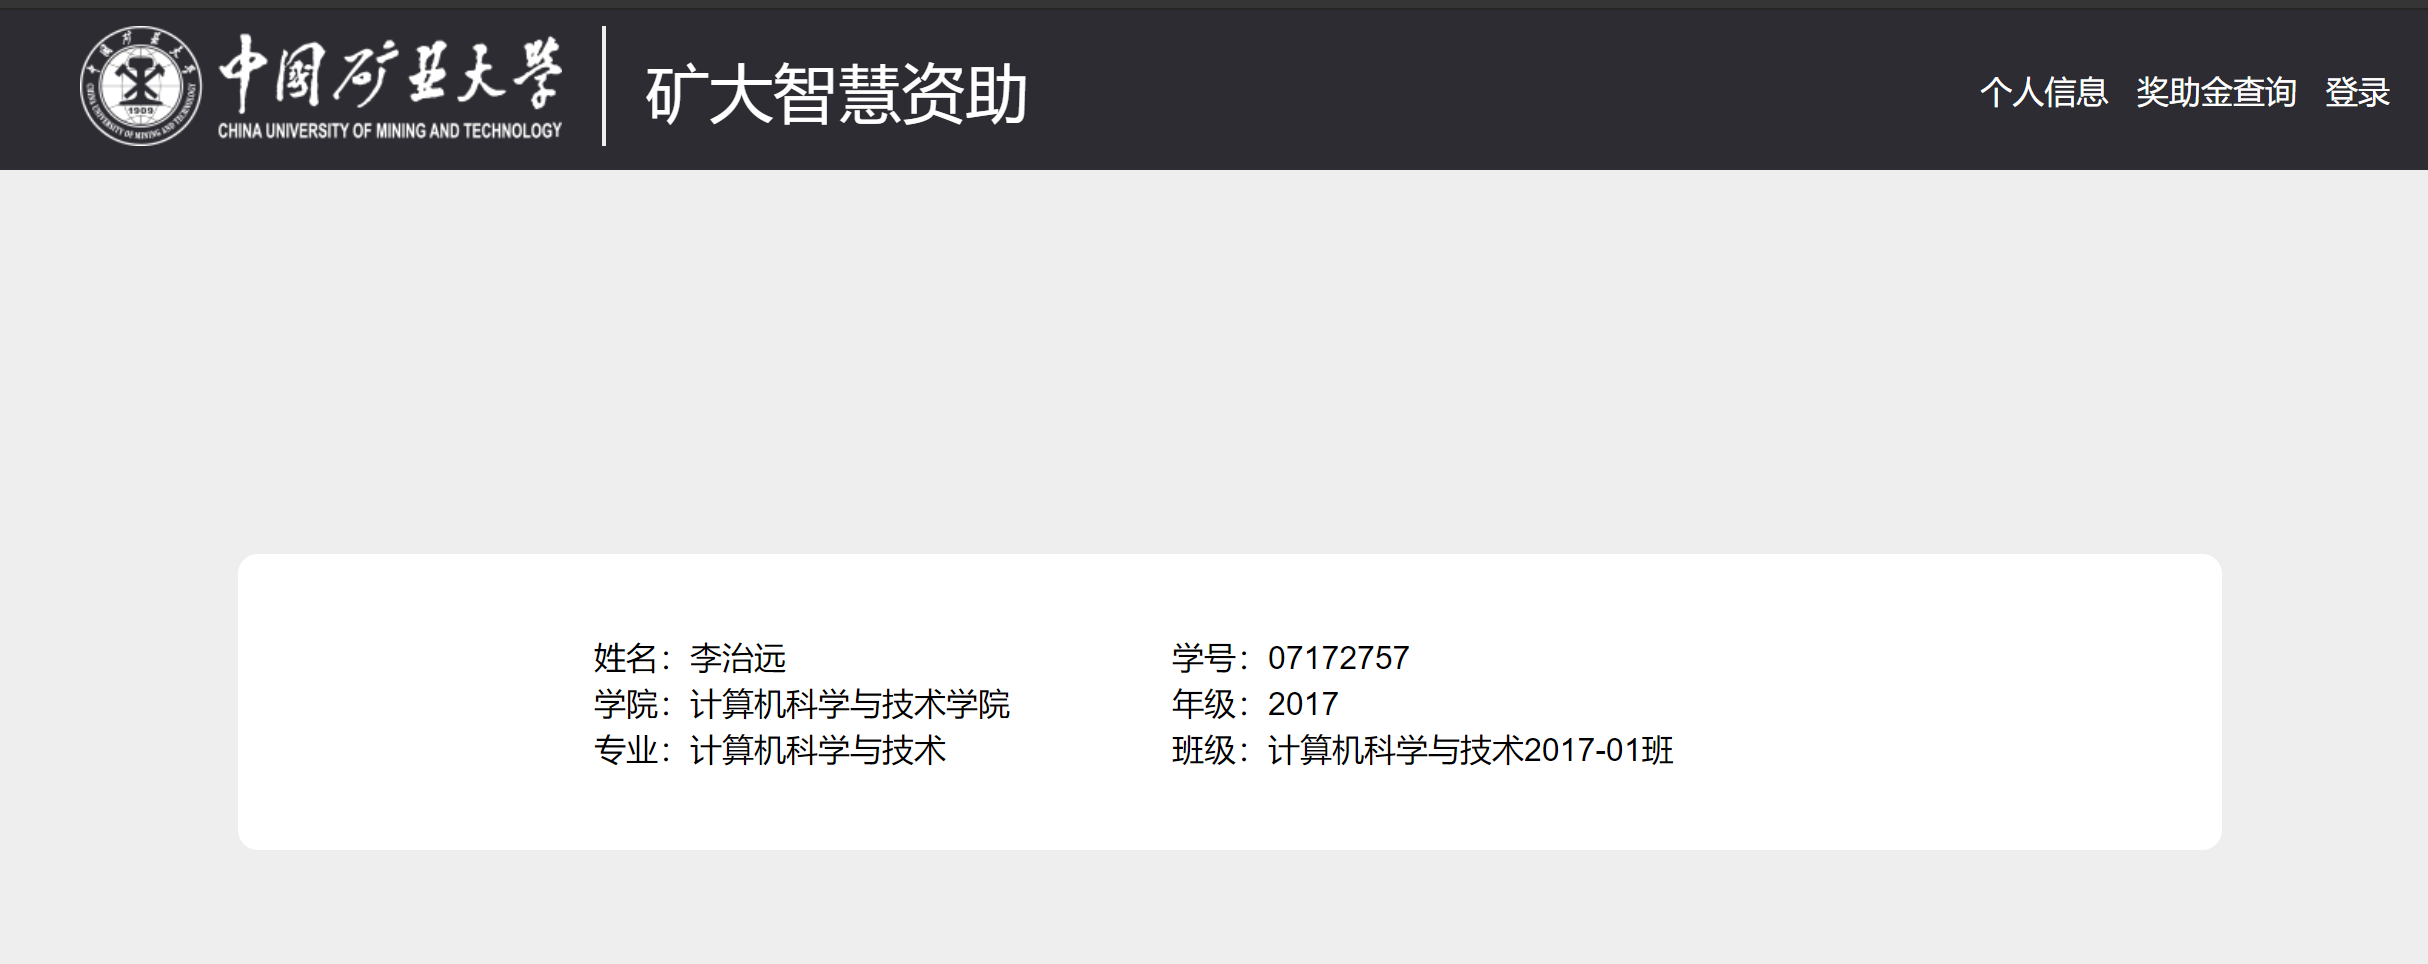 中国矿业大学
CHINA UNIVERSITY OF MINING AND TECHNOLOGY
1909
矿大智慧资助
个人信息 奖助金查询 登录
姓名：李治远 学号：07172757
学院：计算机科学与技术学院 年级：2017
专业：计算机科学与技术 班级：计算机科学与技术2017-01班